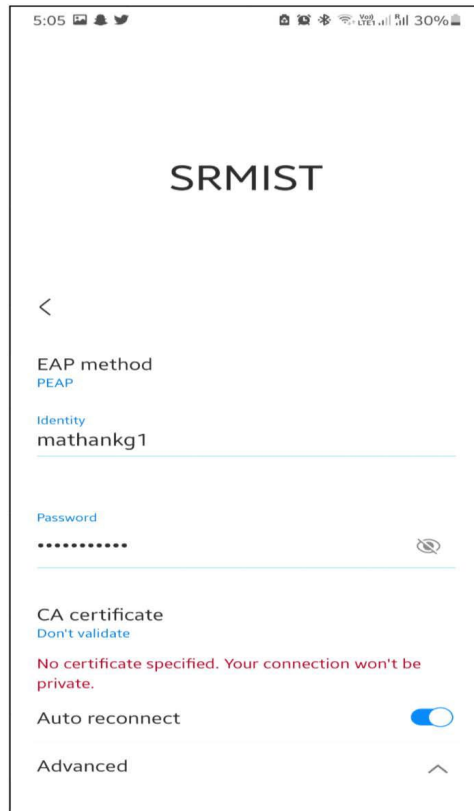 5:05 30%
SRMIST
EAP method
PEAP
Identity
mathankg1
Password
•••••••••••
CA certificate
Don't validate
No certificate specified. Your connection won't be
private.
Auto reconnect
Advanced